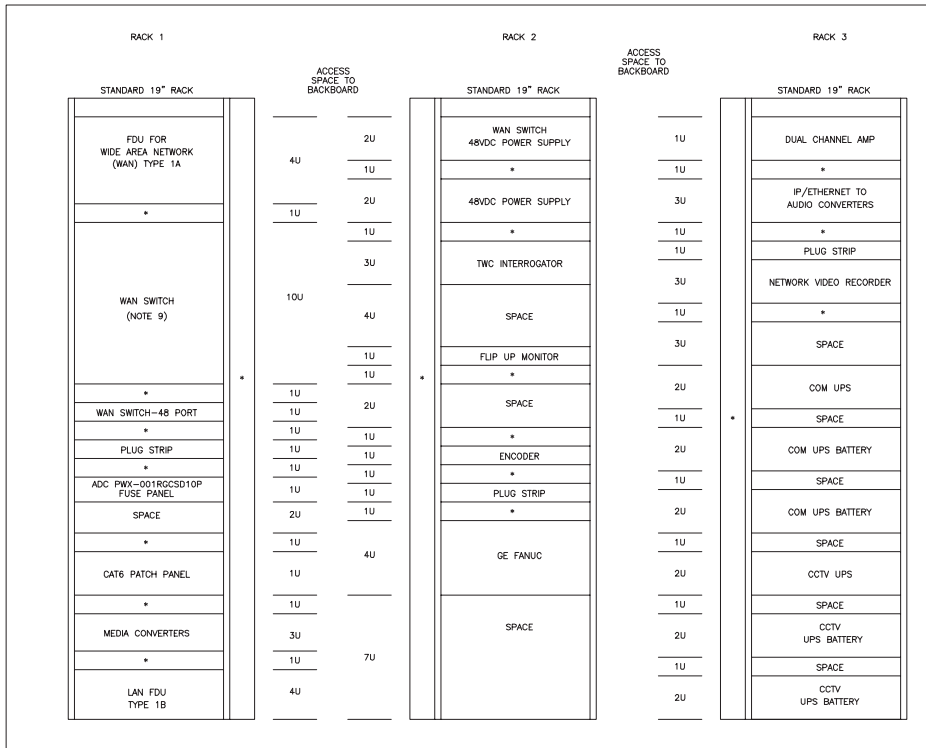 RACK 1
STANDARD 19" RACK
FDU FOR
WIDE AREA NETWORK
(WAN) TYPE 1A
*
WAN SWITCH
(NOTE 9)
*
WAN SWITCH-48 PORT
*
PLUG STRIP
*
ADC PWX-001RGCSD10P
FUSE PANEL
SPACE
*
CAT6 PATCH PANEL
*
MEDIA CONVERTERS
*
LAN FDU
TYPE 1B
*
ACCESS
SPACE TO
BACKBOARD
4U
1U
10U
1U
1U
1U
1U
1U
1U
2U
1U
1U
1U
3U
1U
4U
2U
1U
2U
1U
3U
4U
1U
1U
2U
1U
1U
1U
1U
1U
4U
7U
RACK 2
STANDARD 19" RACK
*
WAN SWITCH
48VDC POWER SUPPLY
*
48VDC POWER SUPPLY
*
TWC INTERROGATOR
SPACE
FLIP UP MONITOR
*
SPACE
*
ENCODER
*
PLUG STRIP
*
GE FANUC
SPACE
ACCESS
SPACE TO
BACKBOARD
1U
1U
3U
1U
1U
3U
1U
3U
2U
1U
2U
1U
2U
1U
2U
1U
2U
1U
2U
RACK 3
STANDARD 19" RACK
*
DUAL CHANNEL AMP
*
IP/ETHERNET TO
AUDIO CONVERTERS
*
PLUG STRIP
NETWORK VIDEO RECORDER
*
SPACE
COM UPS
SPACE
COM UPS BATTERY
SPACE
COM UPS BATTERY
SPACE
CCTV UPS
SPACE
CCTV
UPS BATTERY
SPACE
CCTV
UPS BATTERY